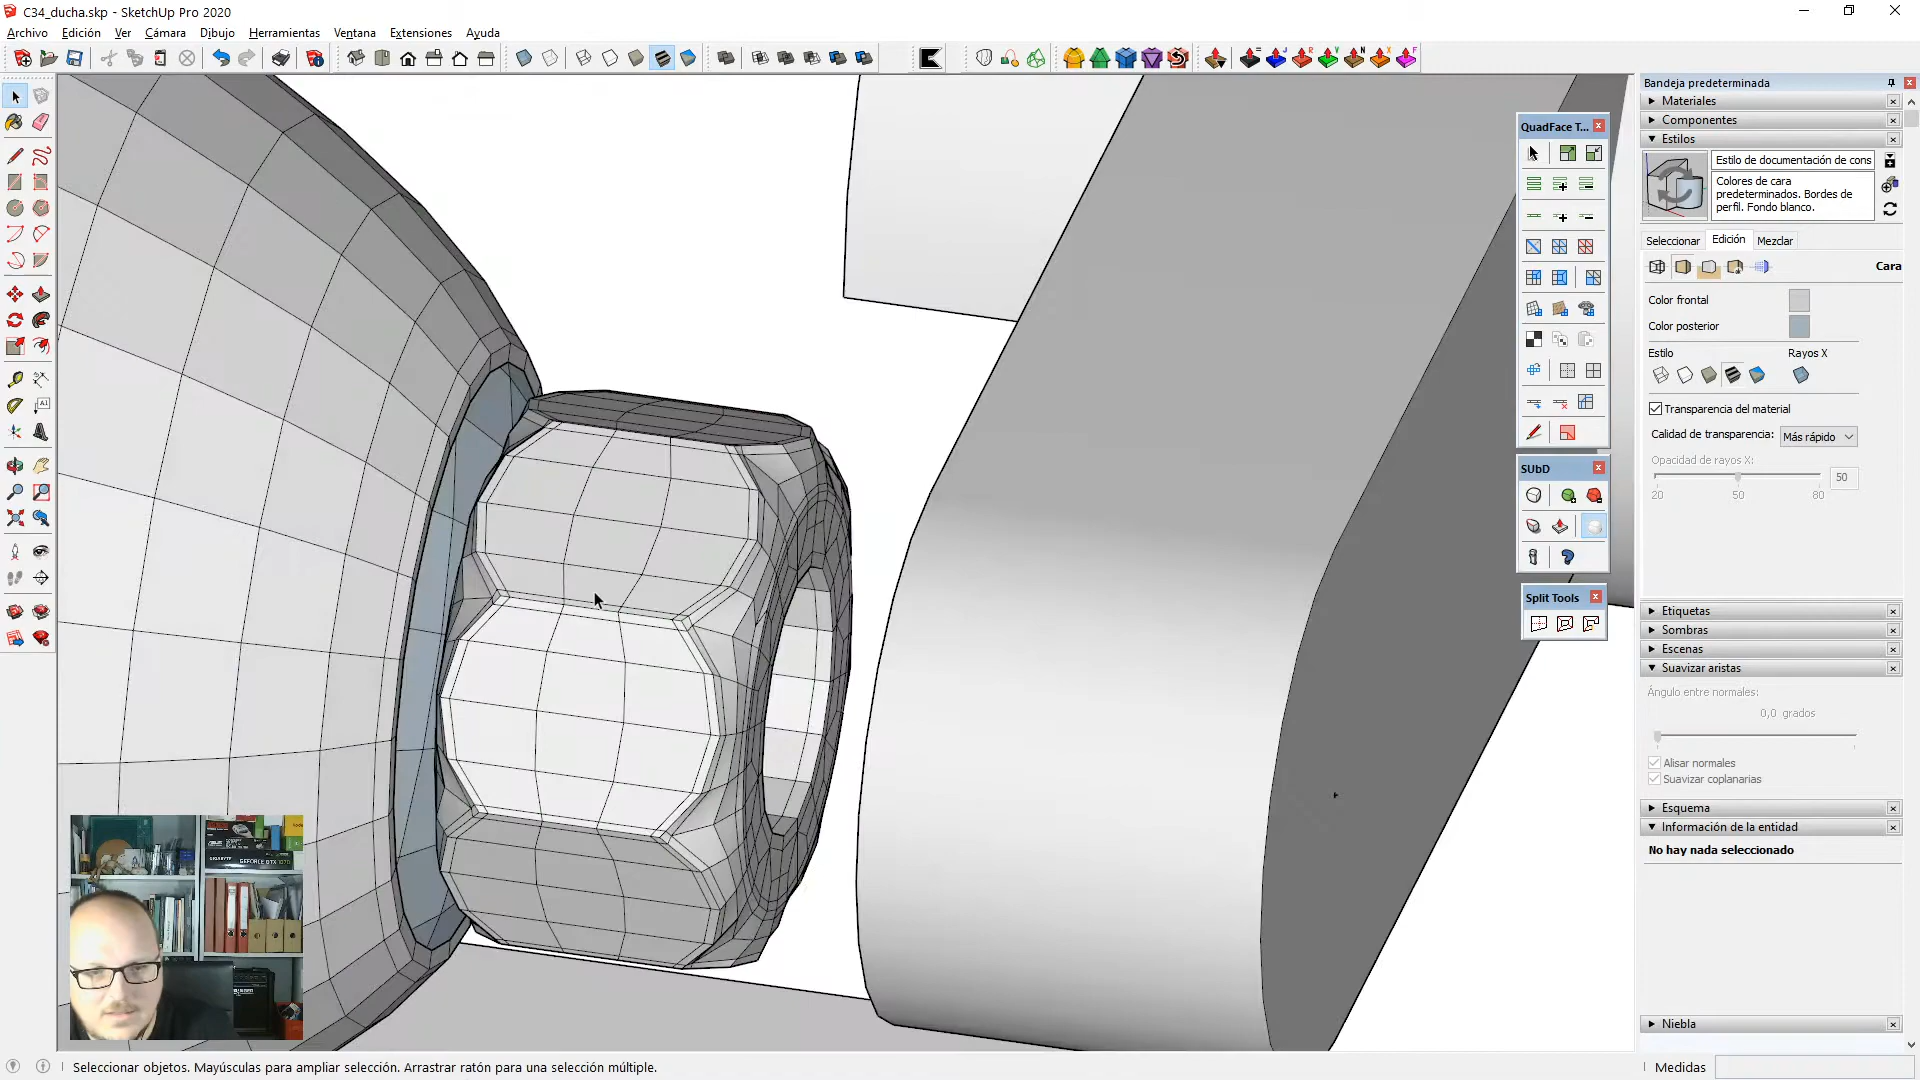 C34_ducha.skp - SketchUp Pro 2020
Archivo Edición Ver Cámara Dibujo Herramientas Ventana Extensiones Ayuda
Bandeja predeterminada
Materiales
Componentes
Estilos
Estilo de documentación de cons
Colores de cara
predeterminados. Bordes de
perfil. Fondo blanco.
Seleccionar Edición Mezclar
Cara
Color frontal
Color posterior
Estilo Rayos X
Transparencia del material
Calidad de transparencia: Más rápido
Opacidad de rayos X:
50
20 50 80
Etiquetas
Sombras
Escenas
Suavizar aristas
Ángulo entre normales:
0,0 grados
Alisar normales
Suavizar coplanarias
Esquema
Información de la entidad
No hay nada seleccionado
Niebla
QuadFace T...
SUbD
Split Tools
Seleccionar objetos. Mayúsculas para ampliar selección. Arrastrar ratón para una selección múltiple.
Medidas